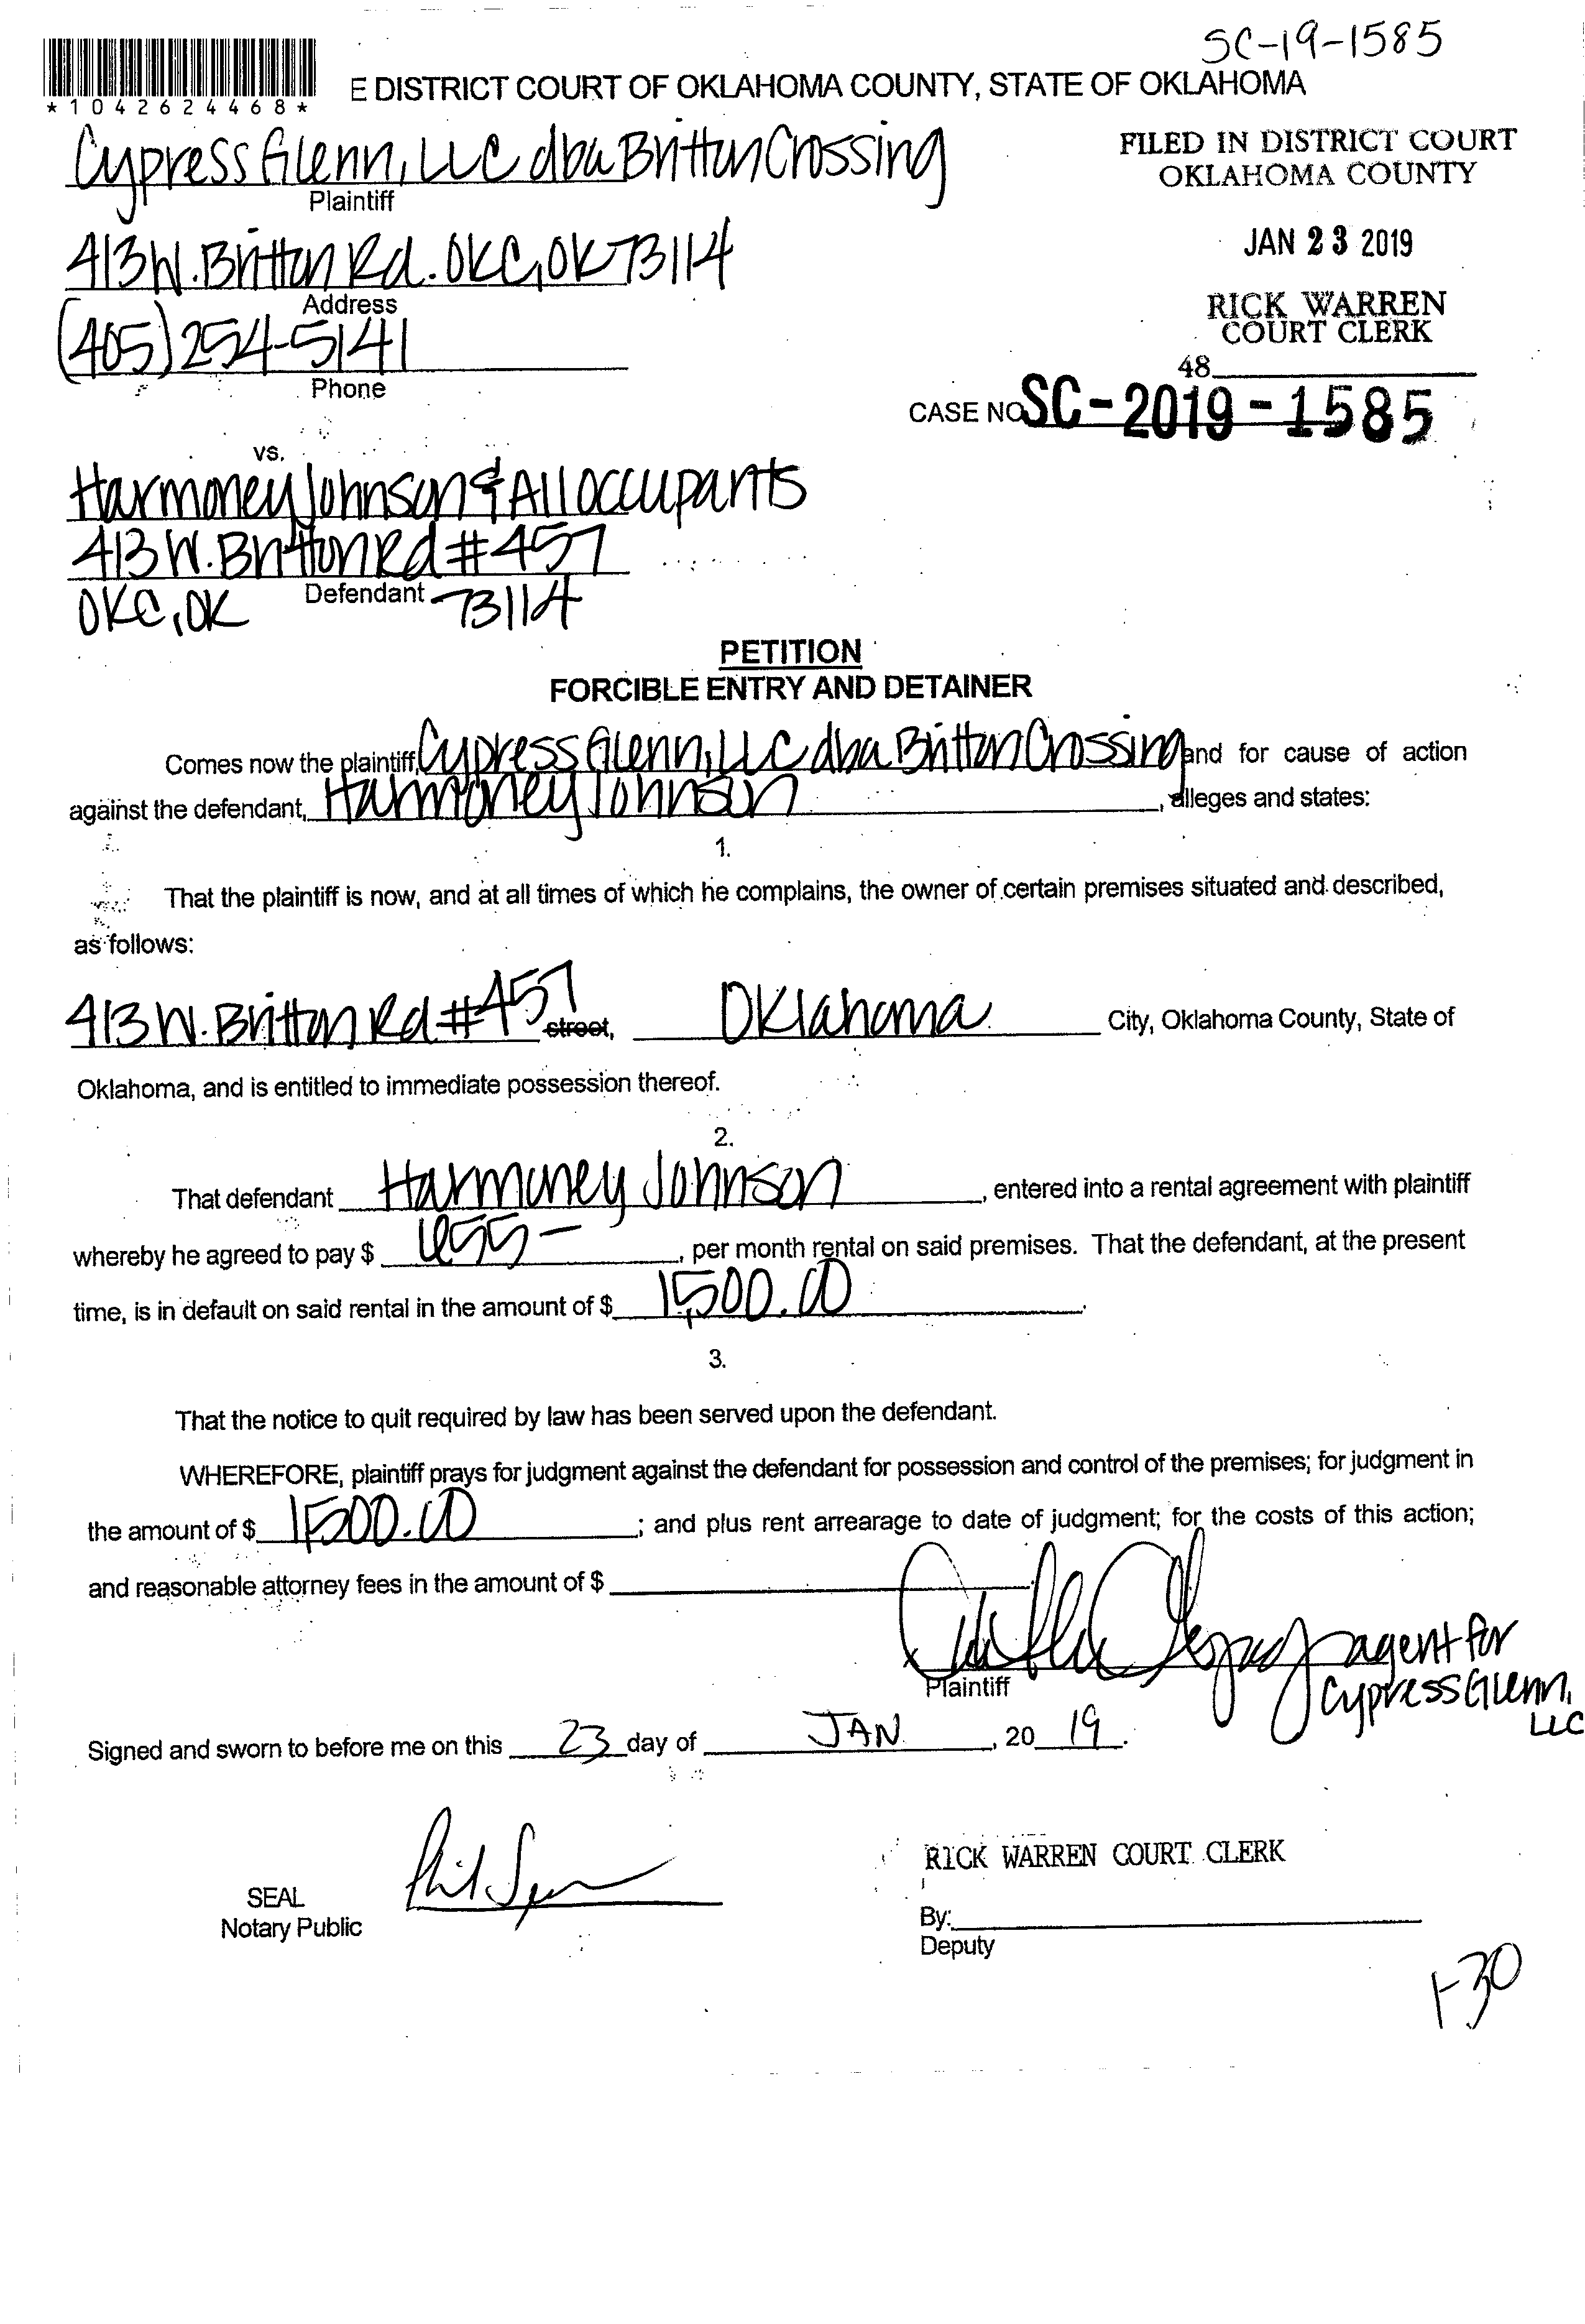 SC-19-1585
*1042624468*
E DISTRICT COURT OF OKLAHOMA COUNTY, STATE OF OKLAHOMA
Cypress Glenn, LLC dba Britton Crossing
Plaintiff
FILED IN DISTRICT COURT
OKLAHOMA COUNTY
413 W. Britton Rd. OKC, OK 73114
Address
JAN 23 2019
(405) 254-5141
Phone
RICK WARREN
COURT CLERK
48
CASE NO. SC-2019-1585
vs.
Harmoney Johnson & All occupants
413 W. Britton Rd #457
Defendant
OKC, OK 73114
PETITION
FORCIBLE ENTRY AND DETAINER
Comes now the plaintiff, Cypress Glenn, LLC dba Britton Crossing and for cause of action
against the defendant, Harmoney Johnson, alleges and states:
1.
That the plaintiff is now, and at all times of which he complains, the owner of certain premises situated and described,
as follows:
413 W. Britton Rd #457 street, Oklahoma City, Oklahoma County, State of
Oklahoma, and is entitled to immediate possession thereof.
2.
That defendant Harmoney Johnson, entered into a rental agreement with plaintiff
whereby he agreed to pay $ 655-, per month rental on said premises. That the defendant, at the present
time, is in default on said rental in the amount of $ 1,500.00.
3.
That the notice to quit required by law has been served upon the defendant.
WHEREFORE, plaintiff prays for judgment against the defendant for possession and control of the premises; for judgment in
the amount of $ 1500.00; and plus rent arrearage to date of judgment; for the costs of this action;
and reasonable attorney fees in the amount of $
agent for
Cypress Glenn,
LLC
Plaintiff
Signed and sworn to before me on this 23 day of JAN, 2019.
RICK WARREN COURT CLERK
SEAL
Notary Public
By:
Deputy
1-30